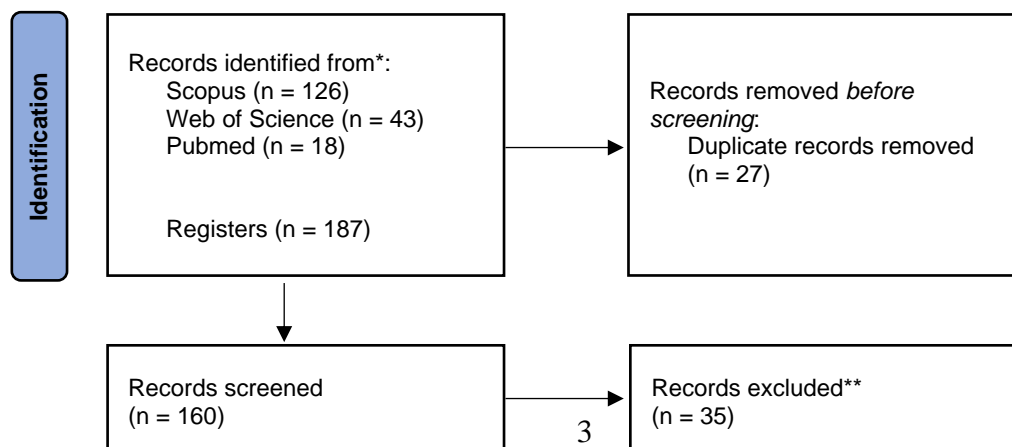 Identification
Records identified from*:
Scopus (n = 126)
Web of Science (n = 43)
Pubmed (n = 18)
Registers (n = 187)
Records removed before
screening:
Duplicate records removed
(n = 27)
Records screened
(n = 160)
Records excluded**
(n = 35)
3